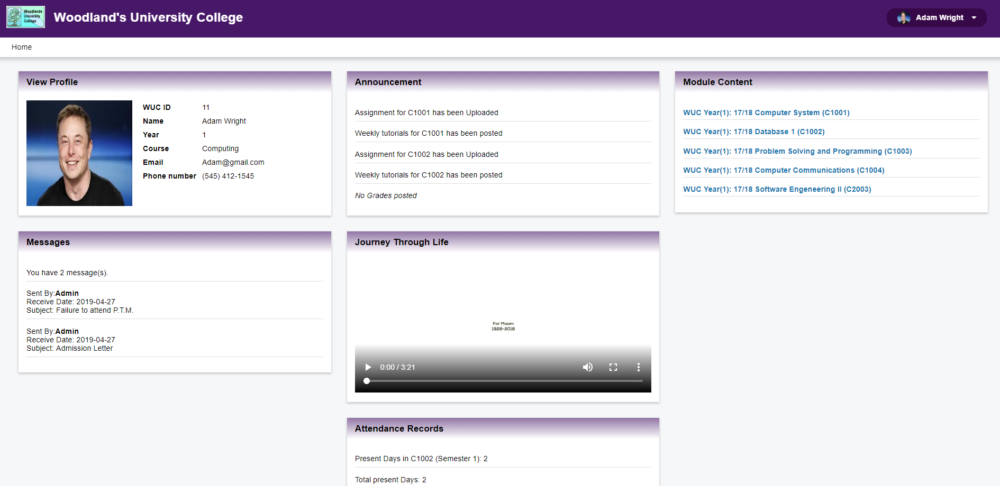 Woodlands
University
College
Woodland's University College
Adam Wright
Home
View Profile
WUC ID 11
Name Adam Wright
Year 1
Course Computing
Email Adam@gmail.com
Phone number (545) 412-1545
Announcement
Assignment for C1001 has been Uploaded
Weekly tutorials for C1001 has been posted
Assignment for C1002 has been Uploaded
Weekly tutorials for C1002 has been posted
No Grades posted
Module Content
WUC Year(1): 17/18 Computer System (C1001)
WUC Year(1): 17/18 Database 1 (C1002)
WUC Year(1): 17/18 Problem Solving and Programming (C1003)
WUC Year(1): 17/18 Computer Communications (C1004)
WUC Year(1): 17/18 Software Engeneering II (C2003)
Messages
You have 2 message(s).
Sent By:Admin
Receive Date: 2019-04-27
Subject: Failure to attend P.T.M.
Sent By:Admin
Receive Date: 2019-04-27
Subject: Admission Letter
Journey Through Life
For Maam
1928-2018
0:00 / 3:21
Attendance Records
Present Days in C1002 (Semester 1): 2
Total present Days: 2